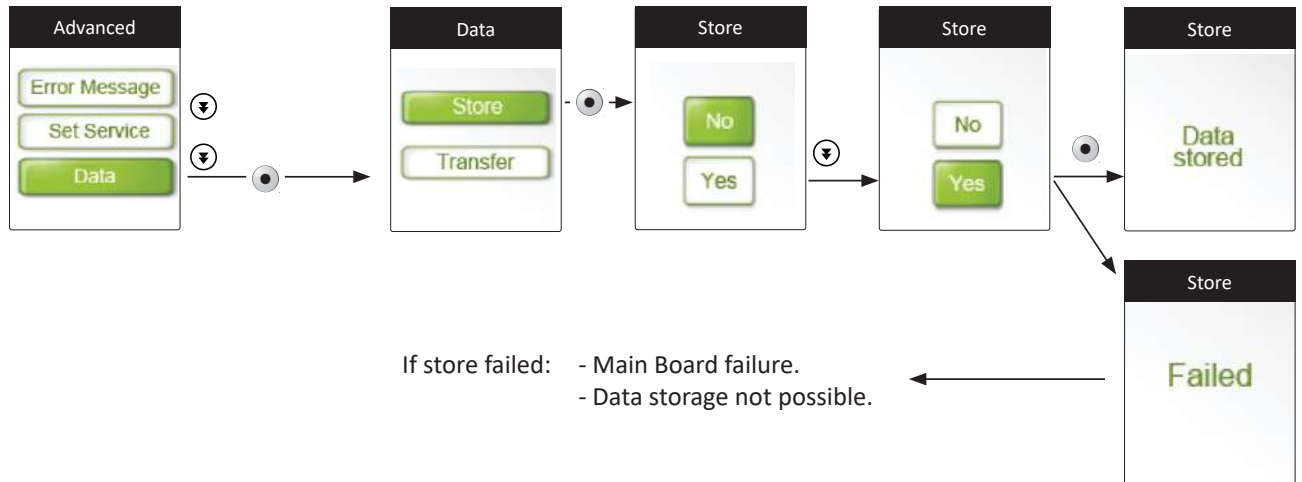 Advanced
Error Message
Set Service
Data
Data
Store
Transfer
Store
No
Yes
Store
No
Yes
Store
Data
stored
Store
Failed
If store failed: - Main Board failure.
- Data storage not possible.